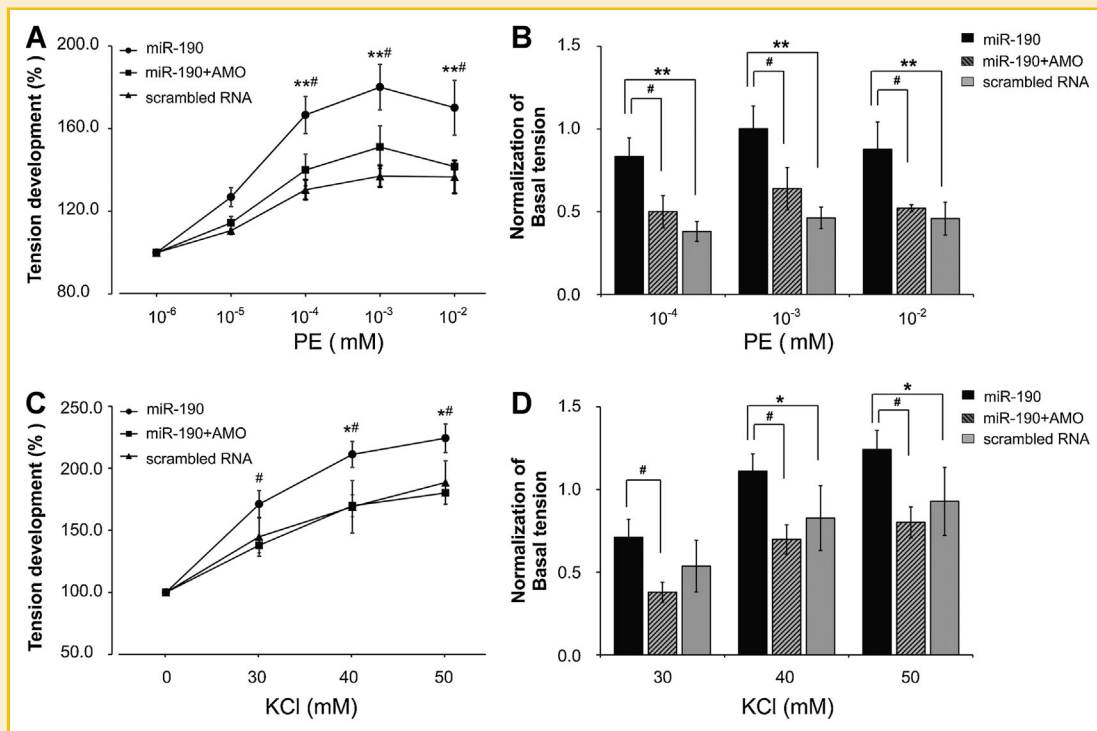 A
200.0
160.0
120.0
80.0
Tension development (%)
miR-190
miR-190+AMO
scrambled RNA
**#
**#
**#
10-6
10-5
10-4
10-3
10-2
PE ( mM)
B
1.5
1.0
0.5
0.0
Normalization of
Basal tension
**
#
**
#
**
#
miR-190
miR-190+AMO
scrambled RNA
10-4
10-3
10-2
PE ( mM)
C
250.0
200.0
150.0
100.0
50.0
Tension development (%)
miR-190
miR-190+AMO
scrambled RNA
#
*#
*#
0
30
40
50
KCl (mM)
D
1.5
1.0
0.5
0.0
Normalization of
Basal tension
#
*
#
*
#
miR-190
miR-190+AMO
scrambled RNA
30
40
50
KCl (mM)